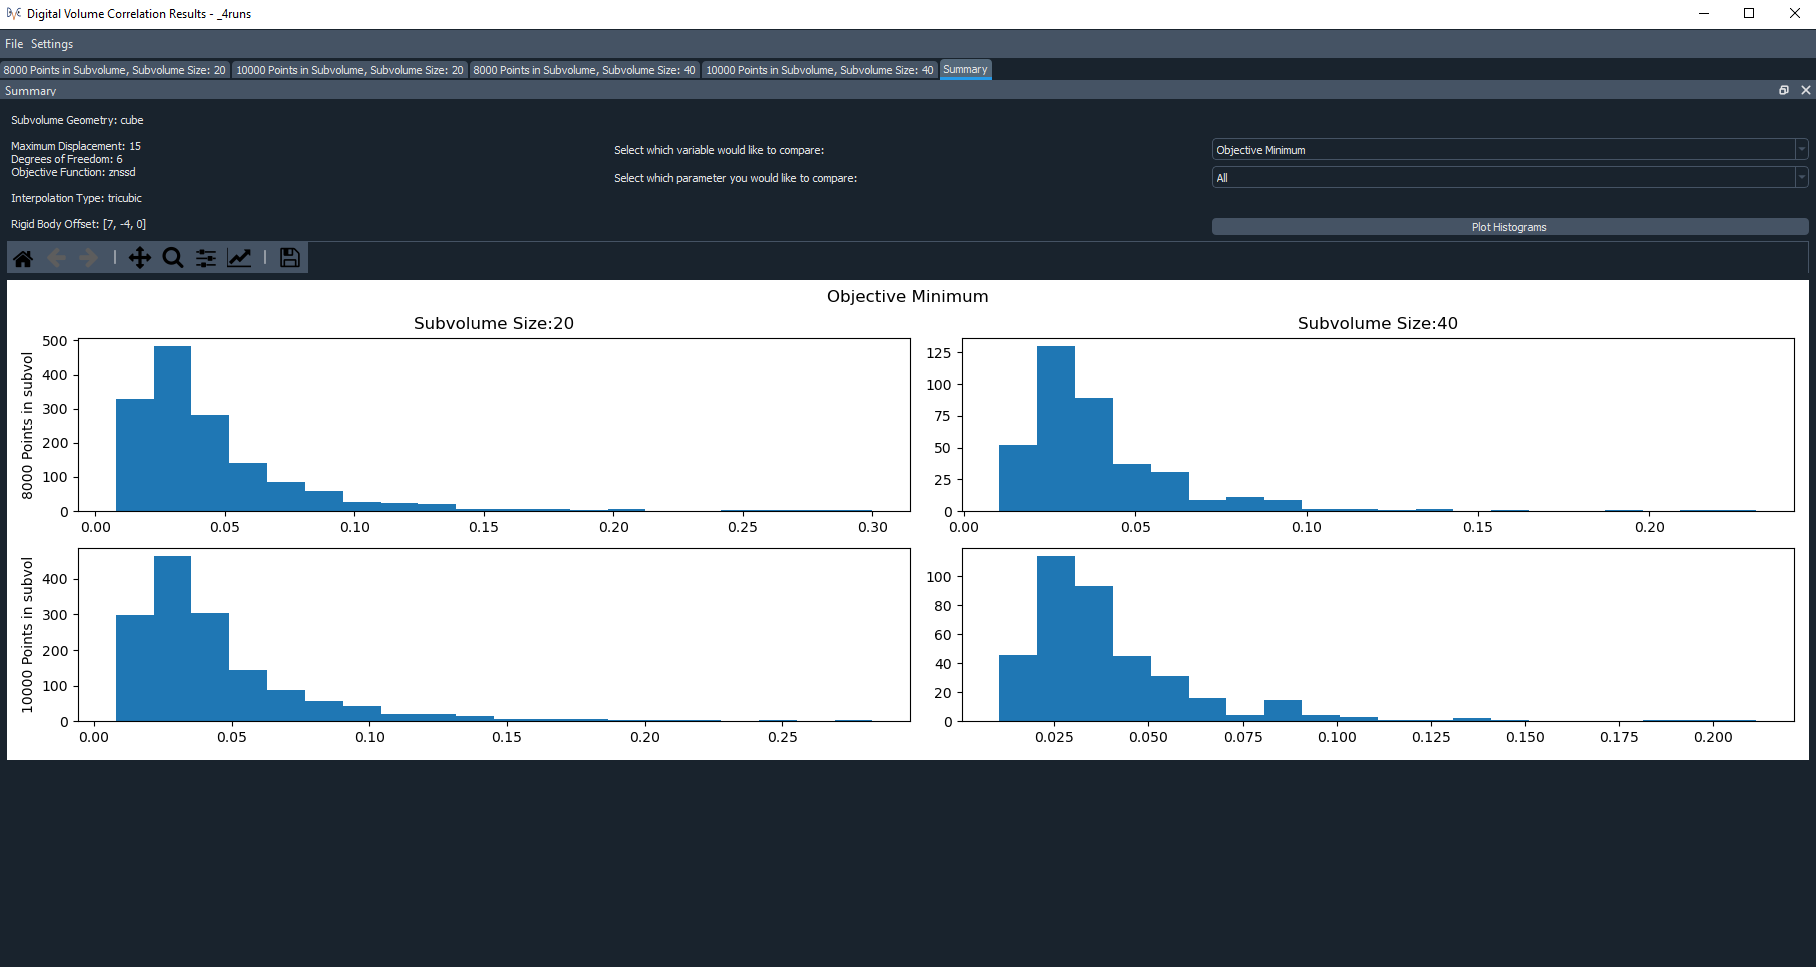 Digital Volume Correlation Results - _4runs
File Settings
8000 Points in Subvolume, Subvolume Size: 20 10000 Points in Subvolume, Subvolume Size: 20 8000 Points in Subvolume, Subvolume Size: 40 10000 Points in Subvolume, Subvolume Size: 40 Summary
Summary
Subvolume Geometry: cube
Maximum Displacement: 15
Degrees of Freedom: 6
Objective Function: znssd
Interpolation Type: tricubic
Rigid Body Offset: [7, -4, 0]
Select which variable would like to compare: Objective Minimum
Select which parameter you would like to compare: All
Plot Histograms
Objective Minimum
Subvolume Size:20
8000 Points in subvol
500
400
300
200
100
0
0.00 0.05 0.10 0.15 0.20 0.25 0.30
Subvolume Size:40
125
100
75
50
25
0
0.00 0.05 0.10 0.15 0.20
10000 Points in subvol
400
300
200
100
0
0.00 0.05 0.10 0.15 0.20 0.25
100
80
60
40
20
0
0.025 0.050 0.075 0.100 0.125 0.150 0.175 0.200